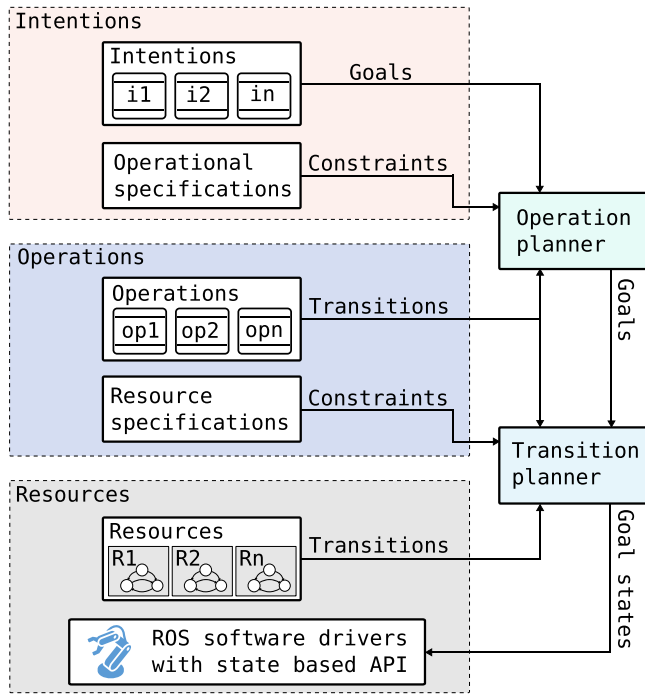 Intentions
Intentions
i1 i2 in
Goals
Operational
specifications
Constraints
Operation
planner
Operations
Operations
op1 op2 opn
Transitions
Goals
Resource
specifications
Constraints
Transition
planner
Resources
Resources
R1 R2 Rn
Transitions
Goal states
ROS software drivers
with state based API